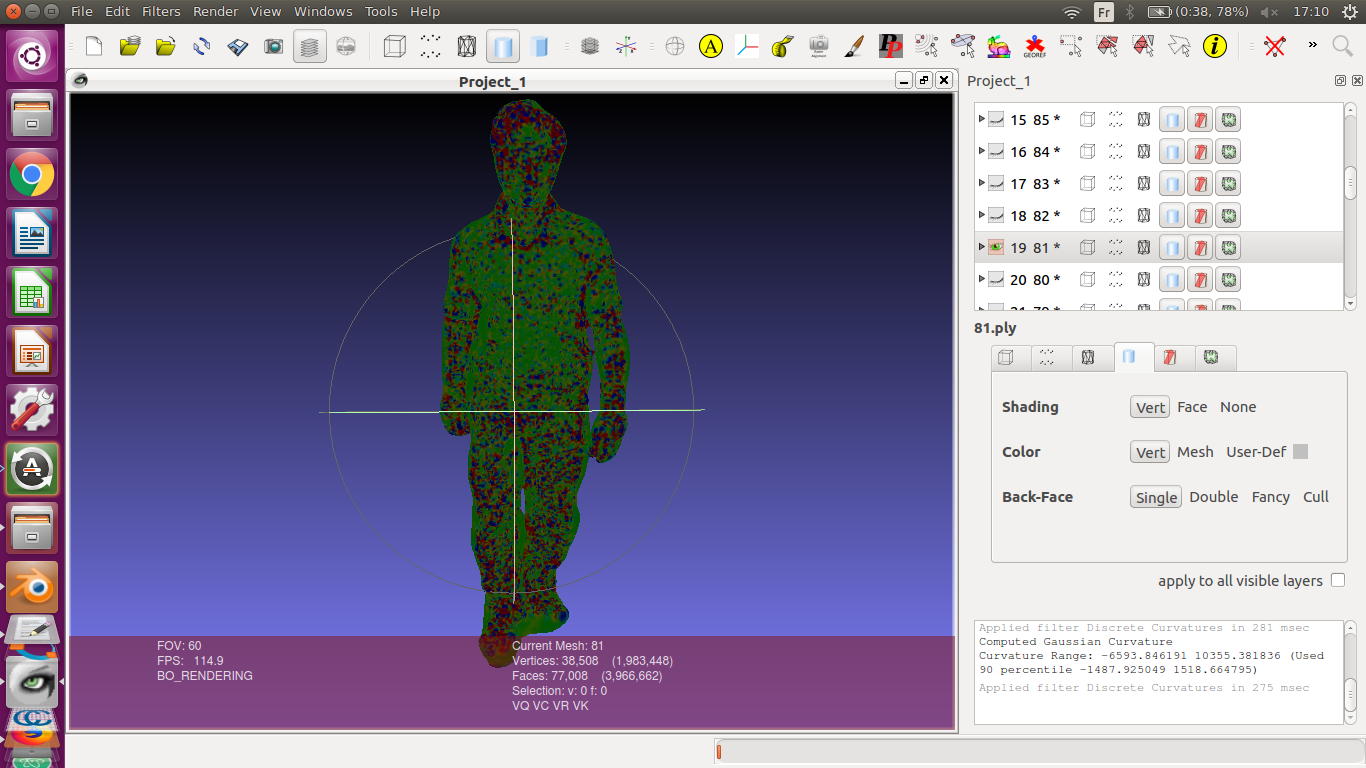 File Edit Filters Render View Windows Tools Help
Fr (0:38, 78%) 17:10
A PP GEOREF i »
Project_1
Project_1
15 85 *
16 84 *
17 83 *
18 82 *
19 81 *
20 80 *
81.ply
Shading Vert Face None
Color Vert Mesh User-Def
Back-Face Single Double Fancy Cull
apply to all visible layers
FOV: 60
FPS: 114.9
BO_RENDERING
Current Mesh: 81
Vertices: 38,508 (1,983,448)
Faces: 77,008 (3,966,662)
Selection: v: 0 f: 0
VQ VC VR VK
Applied filter Discrete Curvatures in 281 msec
Computed Gaussian Curvature
Curvature Range: -6593.846191 10355.381836 (Used
90 percentile -1487.925049 1518.664795)
Applied filter Discrete Curvatures in 275 msec